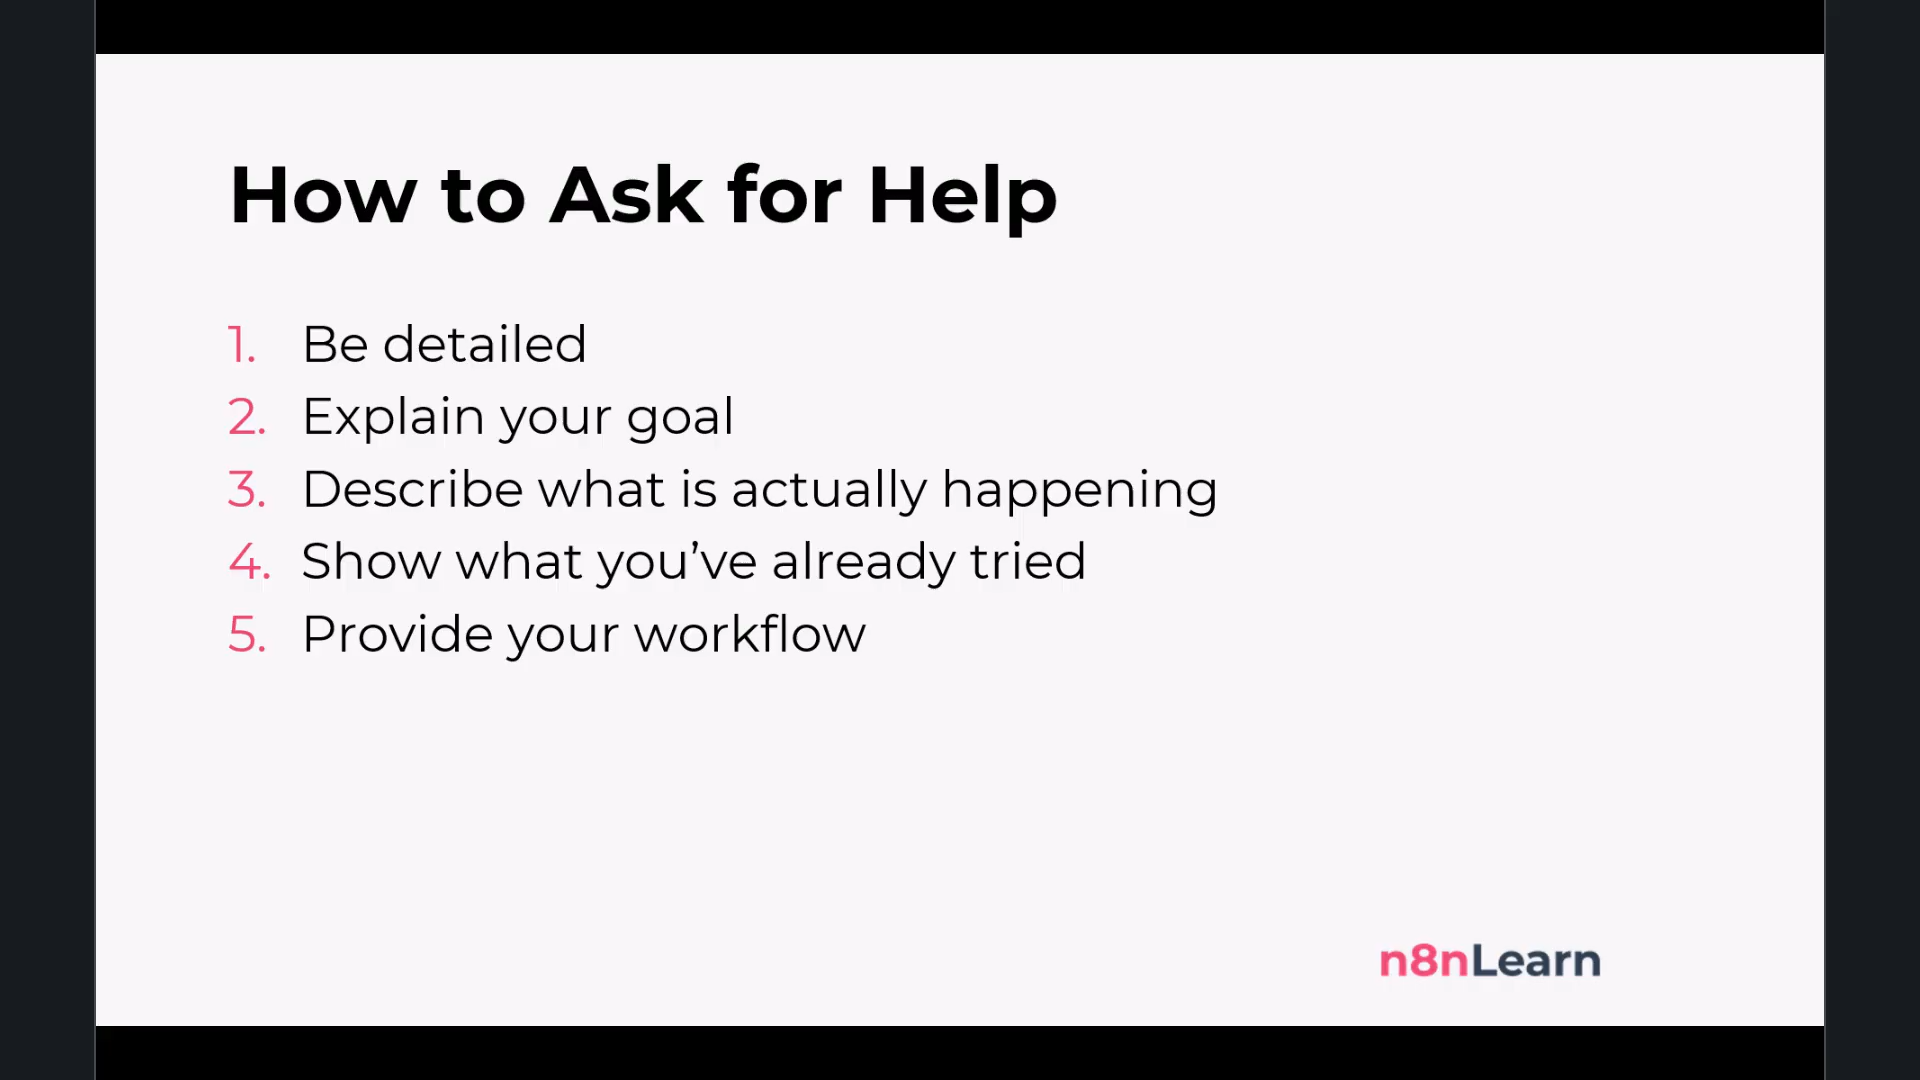 How to Ask for Help
1. Be detailed
2. Explain your goal
3. Describe what is actually happening
4. Show what you’ve already tried
5. Provide your workflow
n8nLearn